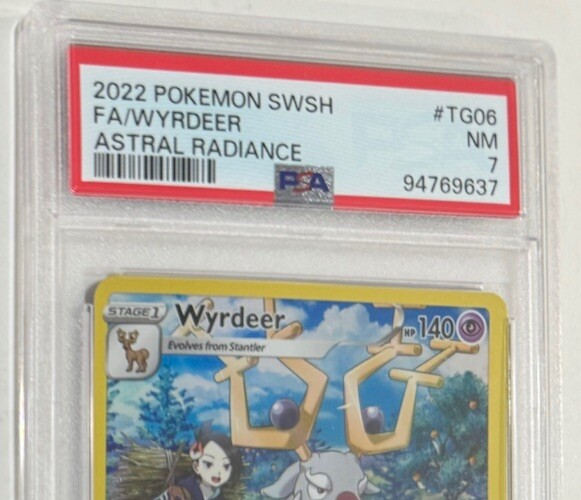 2022 POKEMON SWSH #TG06
FA/WYRDEER NM
ASTRAL RADIANCE 7
PSA 94769637
STAGE 1 Wyrdeer HP 140
Evolves from Stantler